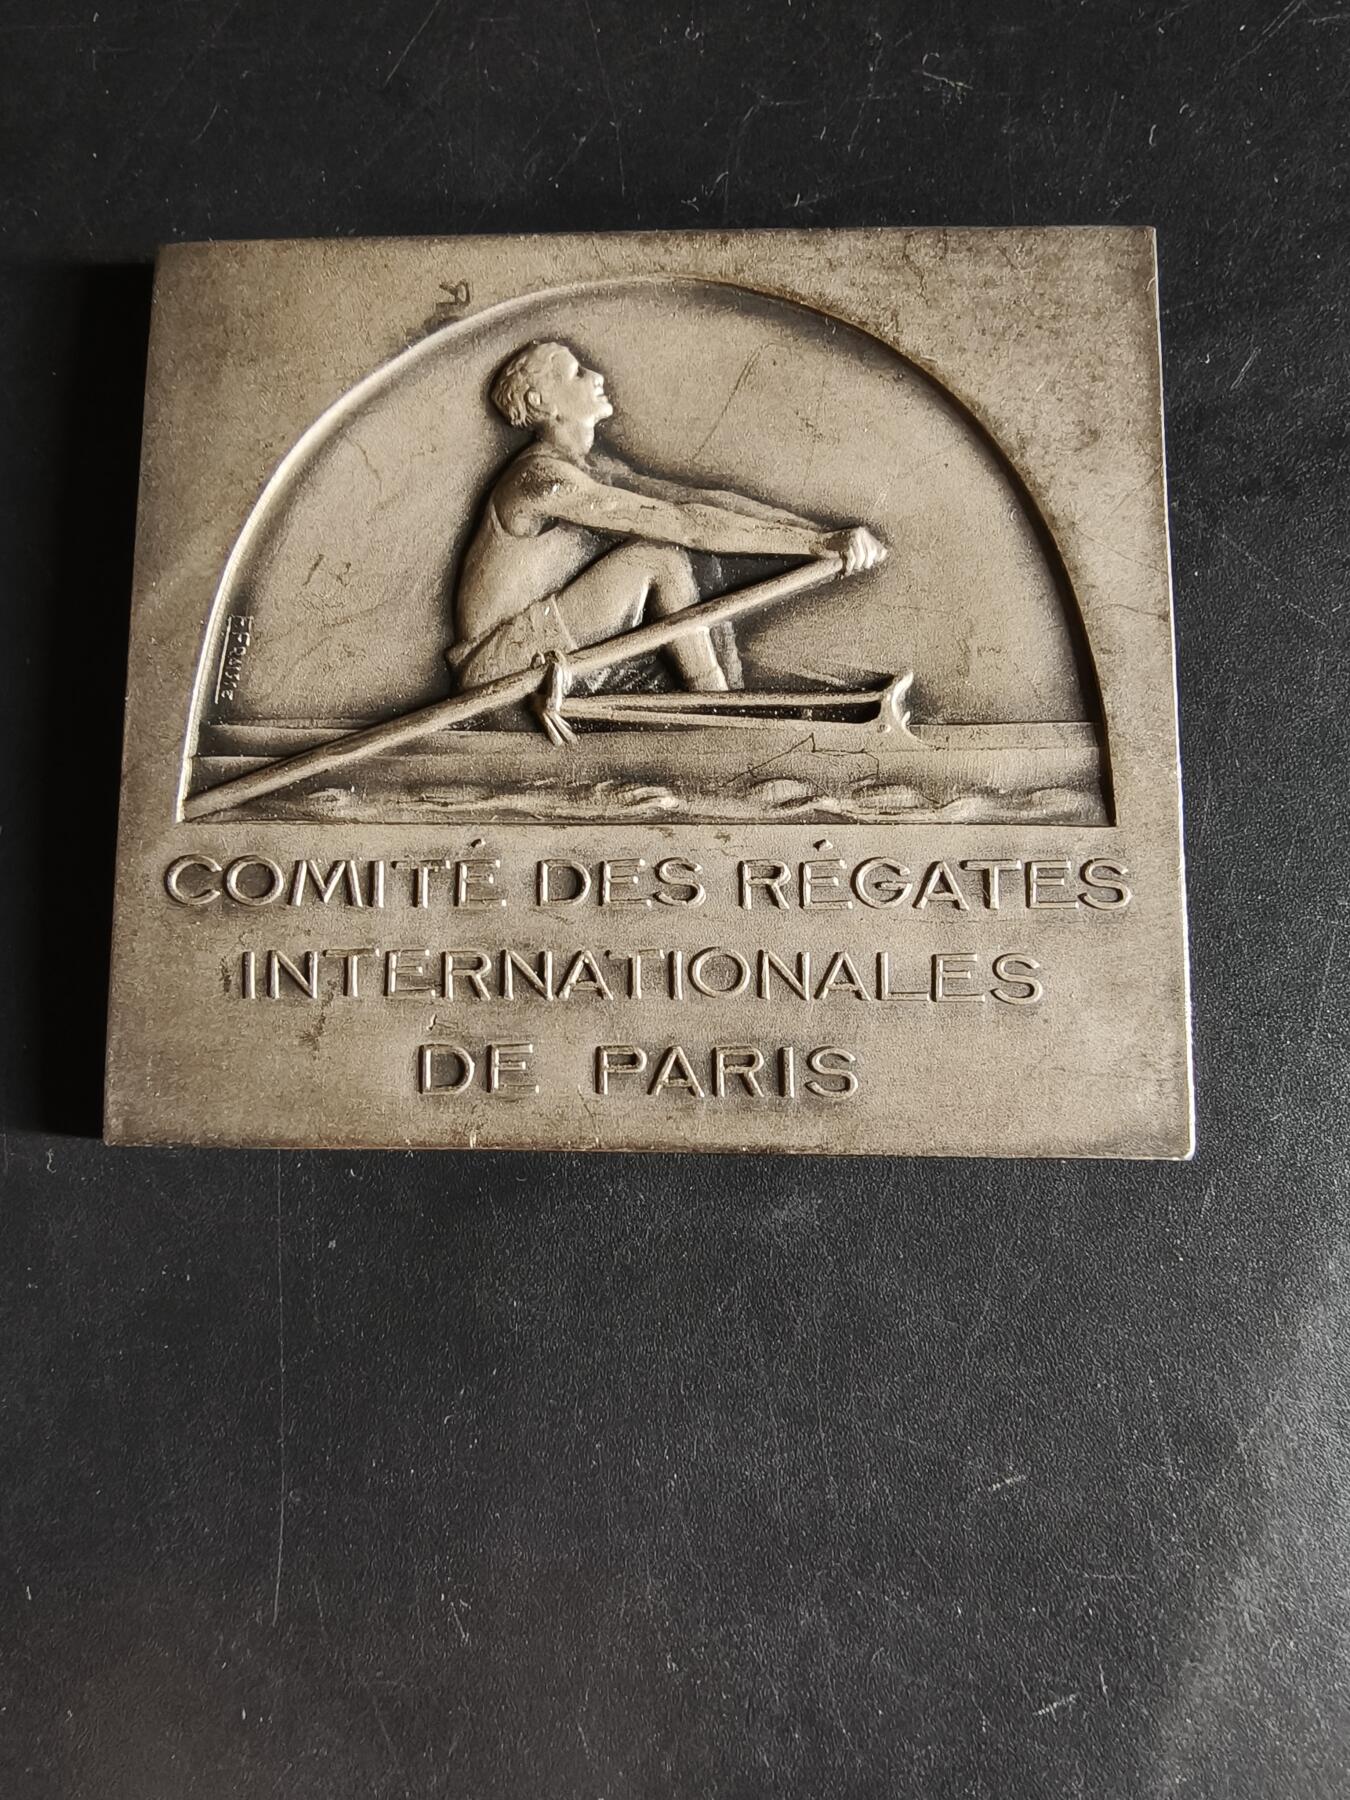 COMITÉ DES RÉGATES
INTERNATIONALES
DE PARIS